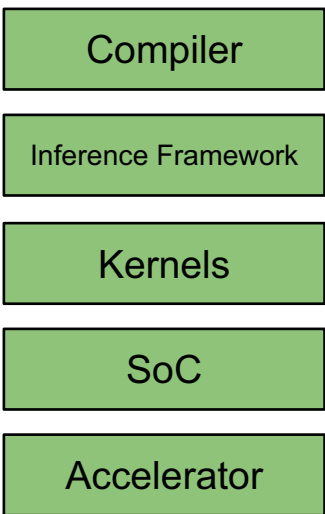 Compiler
Inference Framework
Kernels
SoC
Accelerator